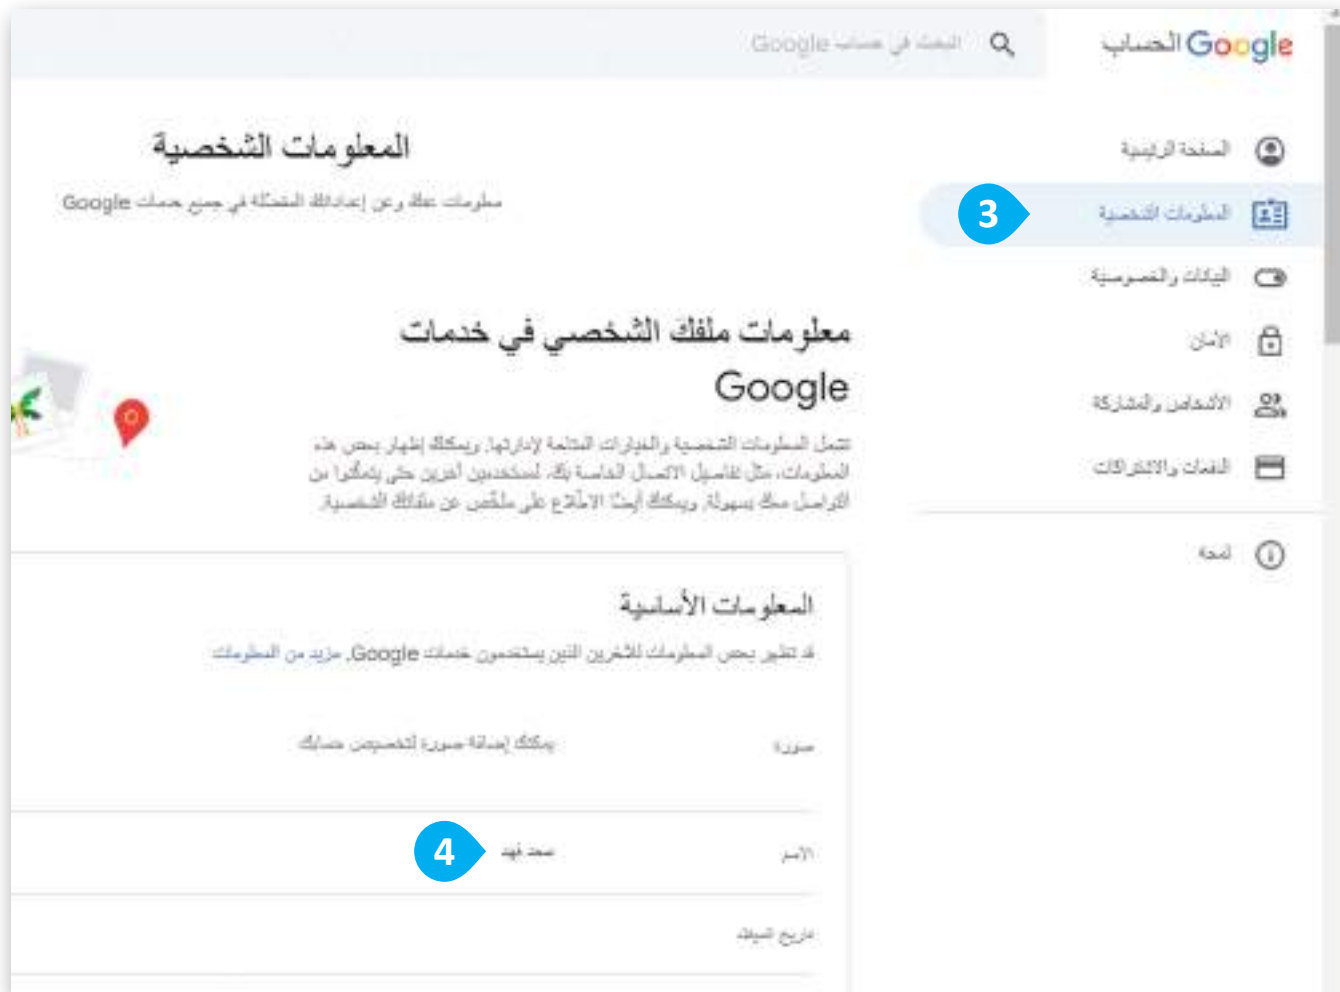 Google الحساب
البحث في حساب Google
الصفحة الرئيسية
المعلومات الشخصية
3
البيانات والخصوصية
الأمان
الأشخاص والمشاركة
الدفعات والاشتراكات
لمحة
المعلومات الشخصية
معلومات عنك وعن إعداداتك المفضّلة في جميع خدمات Google
معلومات ملفك الشخصي في خدمات
Google
تشمل المعلومات الشخصية والخيارات المتاحة لإدارتها. ويمكنك إظهار بعض هذه
المعلومات، مثل تفاصيل الاتصال الخاصة بك، لمستخدمين آخرين حتى يتمكّنوا من
التواصل معك بسهولة. ويمكنك أيضًا الاطّلاع على ملخّص عن ملفاتك الشخصية.
المعلومات الأساسية
قد تظهر بعض المعلومات للآخرين الذين يستخدمون خدمات Google. مزيد من المعلومات
صورة
يمكنك إضافة صورة لتخصيص حسابك
الاسم
سعد فهد
4
تاريخ الميلاد